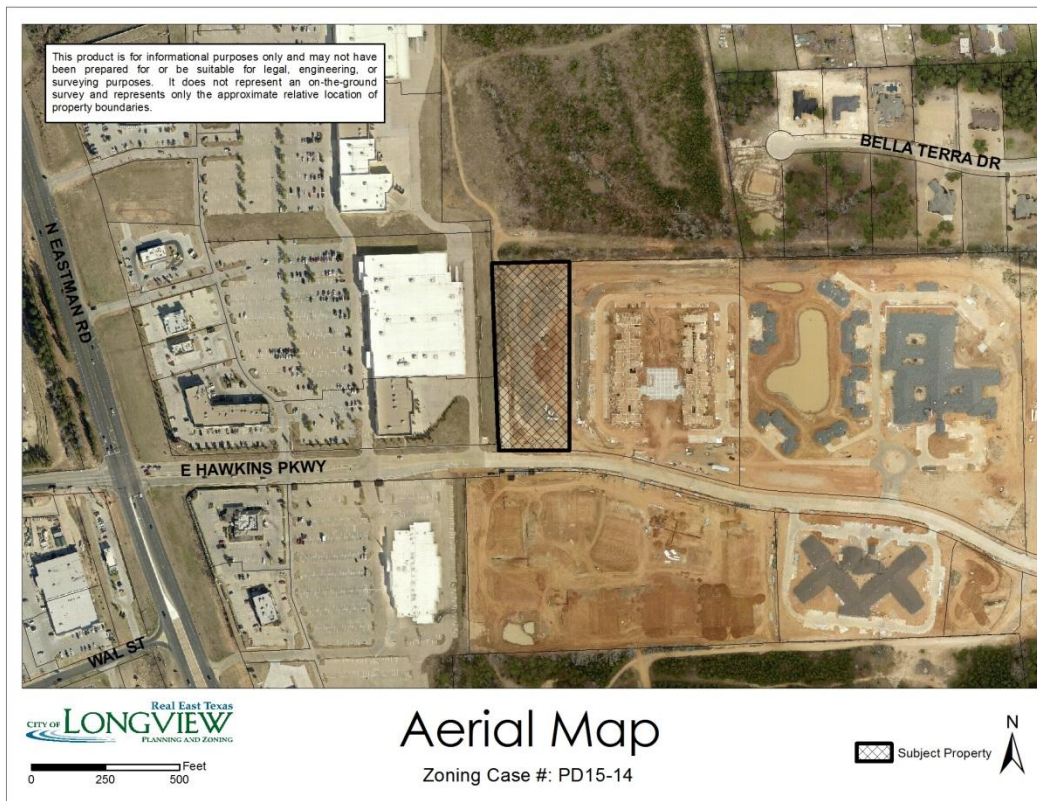 This product is for informational purposes only and may not have
been prepared for or be suitable for legal, engineering, or
surveying purposes. It does not represent an on-the-ground
survey and represents only the approximate relative location of
property boundaries.
BELLA TERRA DR
N EASTMAN RD
E HAWKINS PKWY
WAL ST
Real East Texas
CITY OF LONGVIEW
PLANNING AND ZONING
Feet
0 250 500
Aerial Map
Zoning Case #: PD15-14
Subject Property
N